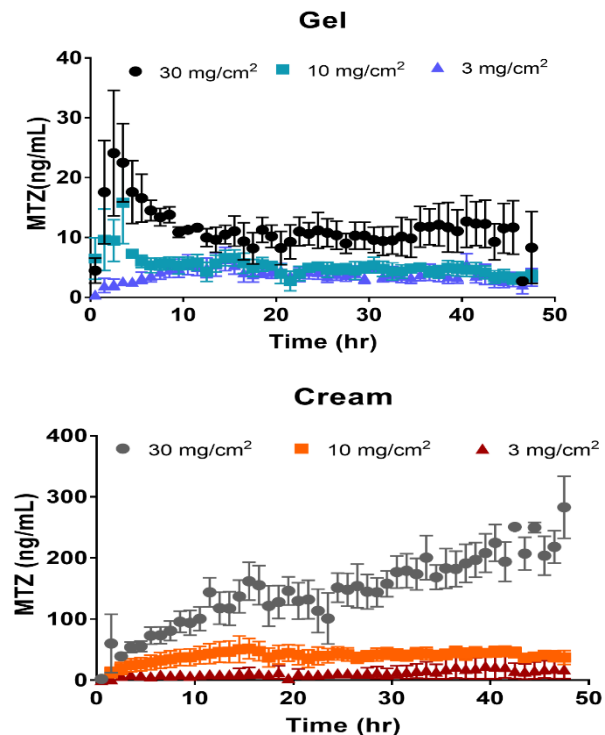 Gel
30 mg/cm² 10 mg/cm² 3 mg/cm²
MTZ(ng/mL)
40
30
20
10
0
0 10 20 30 40 50
Time (hr)
Cream
30 mg/cm² 10 mg/cm² 3 mg/cm²
MTZ (ng/mL)
400
300
200
100
0
0 10 20 30 40 50
Time (hr)